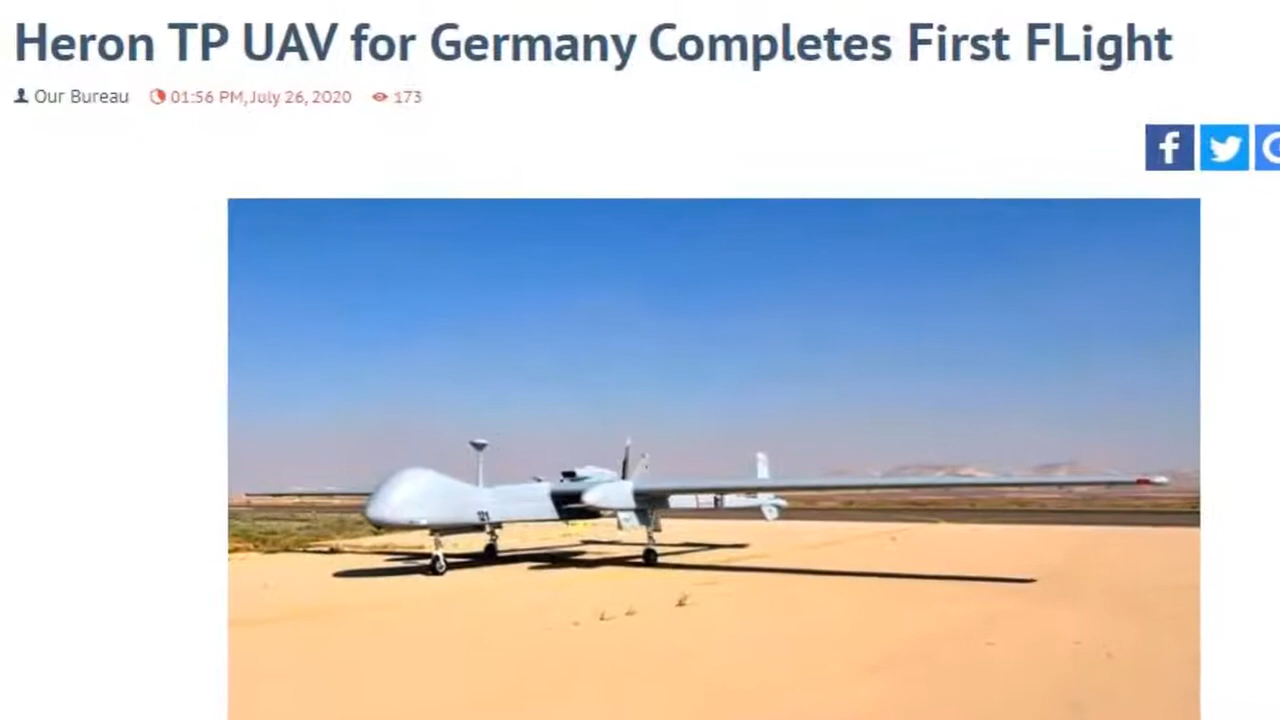 Heron TP UAV for Germany Completes First FLight
Our Bureau 01:56 PM, July 26, 2020 173